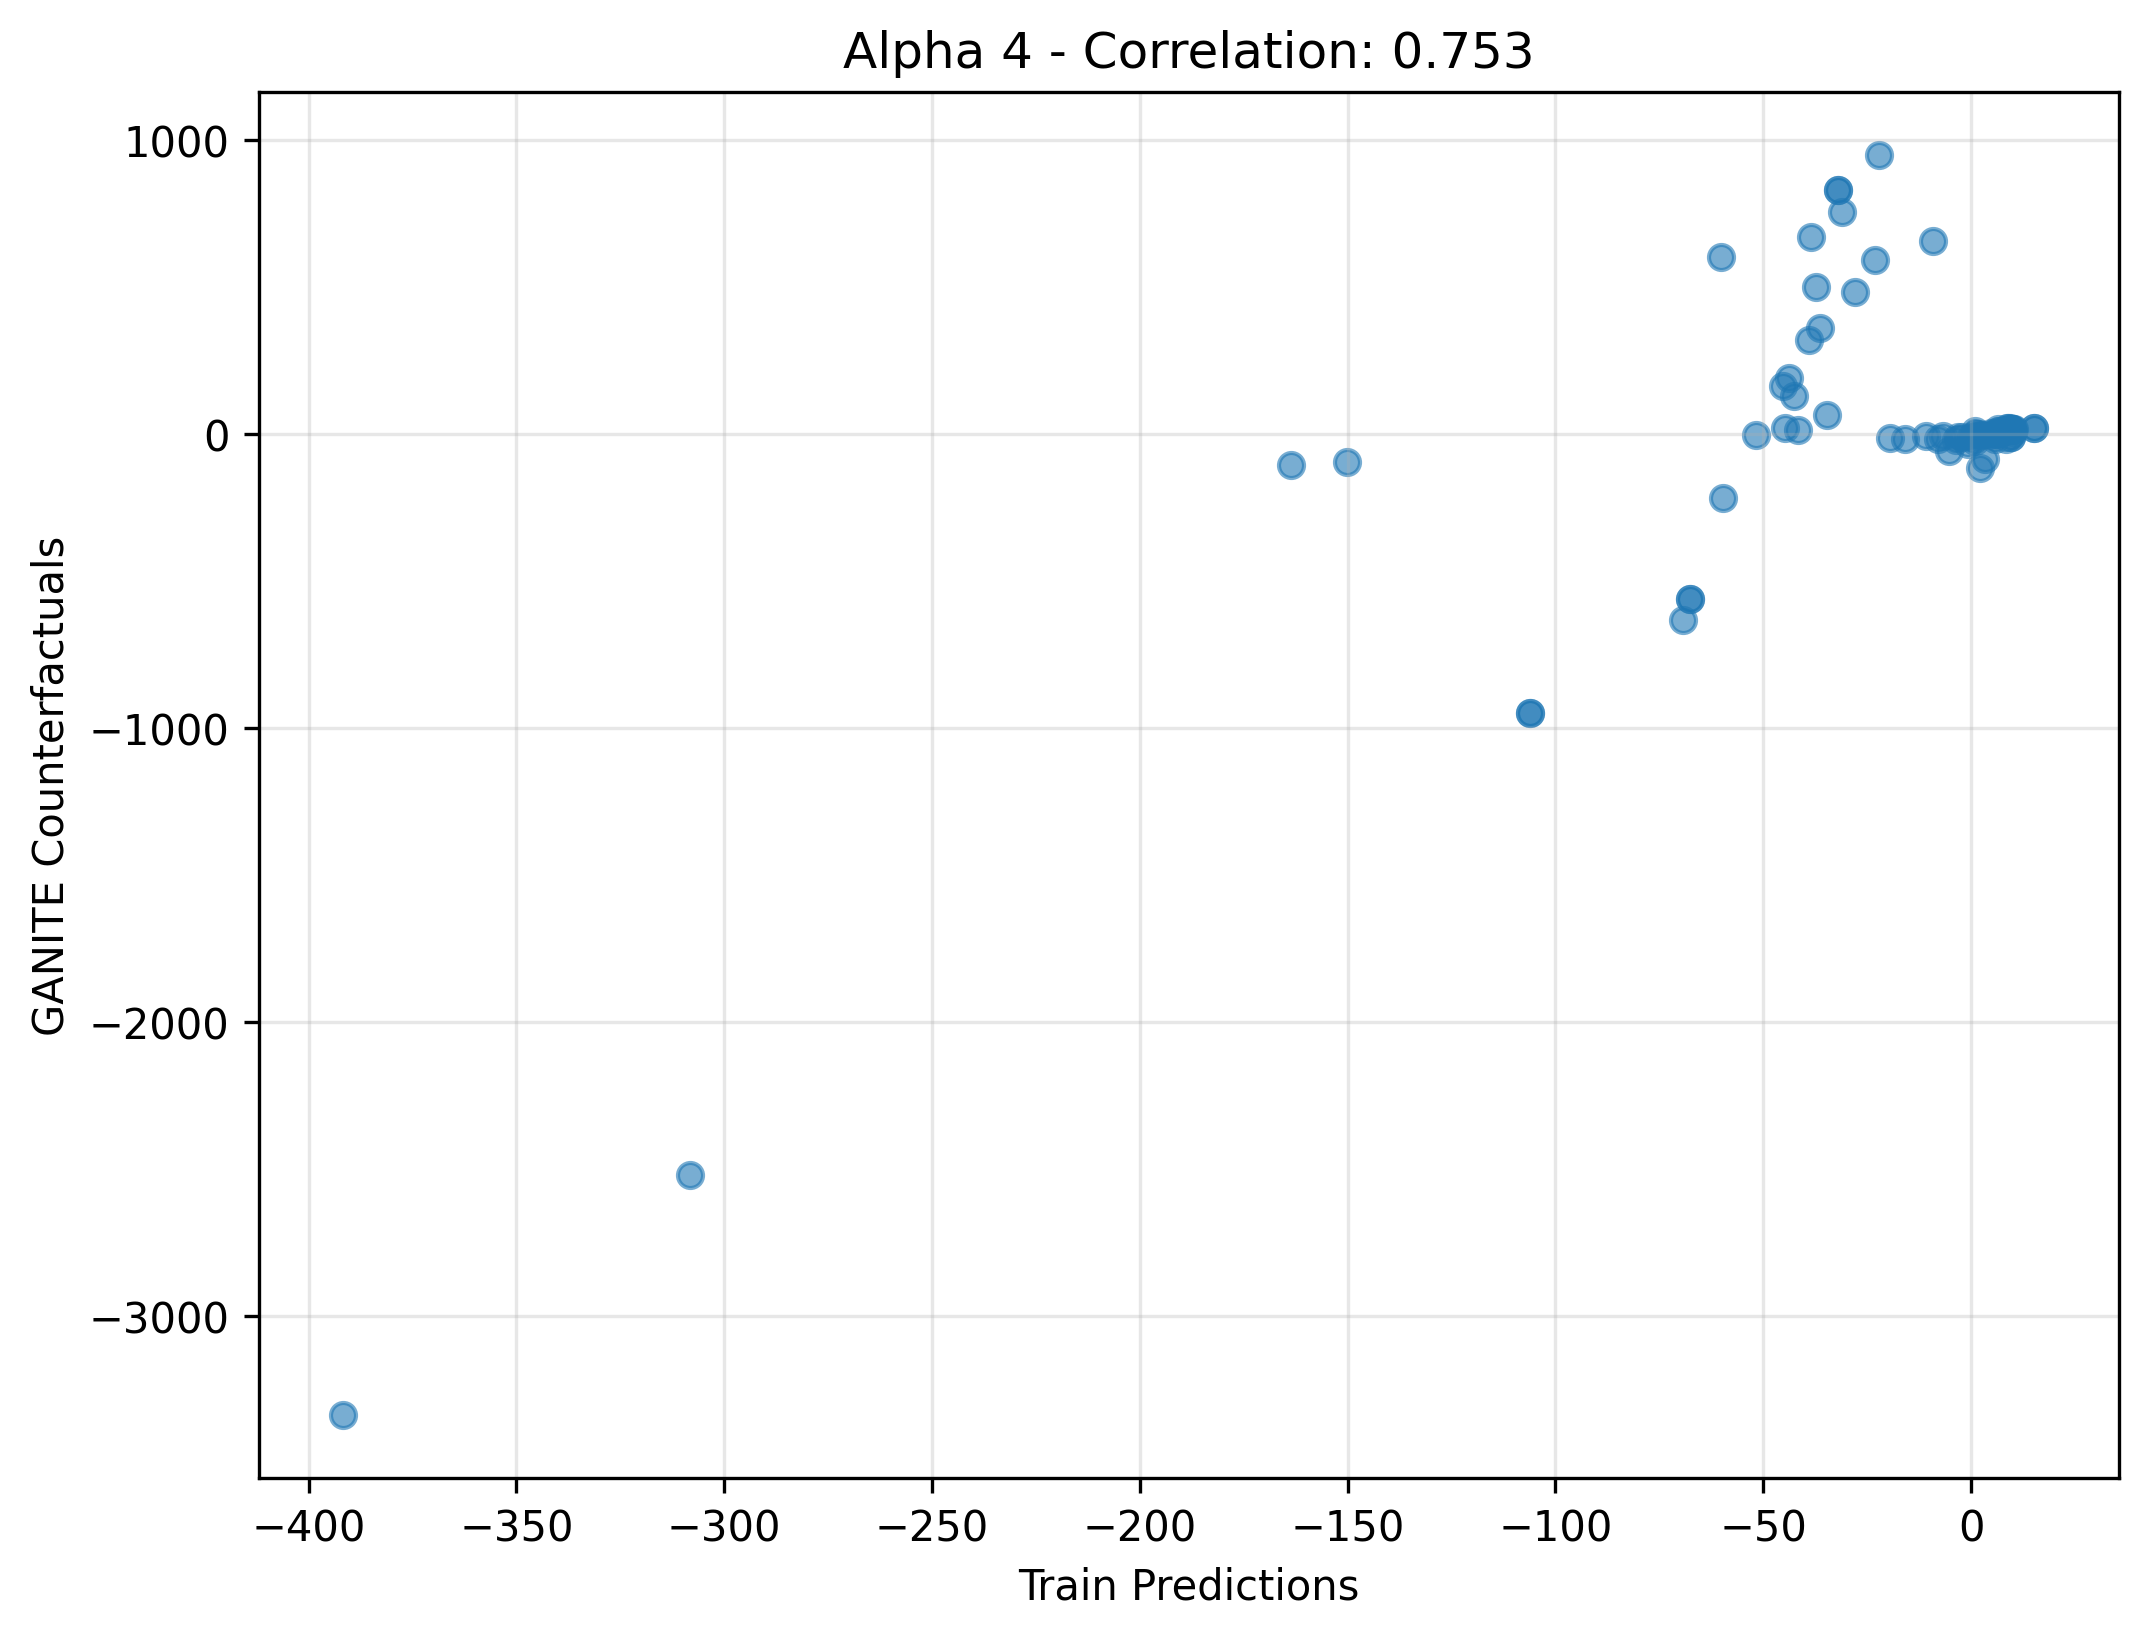 Alpha 4 - Correlation: 0.753
1000
0
−1000
−2000
−3000
GANITE Counterfactuals
−400 −350 −300 −250 −200 −150 −100 −50 0
Train Predictions